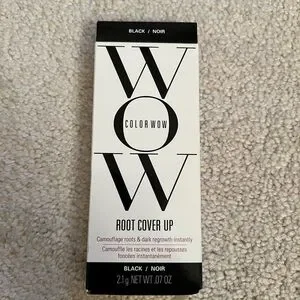 BLACK / NOIR
WOW
COLOR WOW
ROOT COVER UP
Camouflage roots & dark regrowth instantly
Camoufle les racines et les repousses
foncées instantanément
BLACK / NOIR
2.1g NET WT .07 OZ